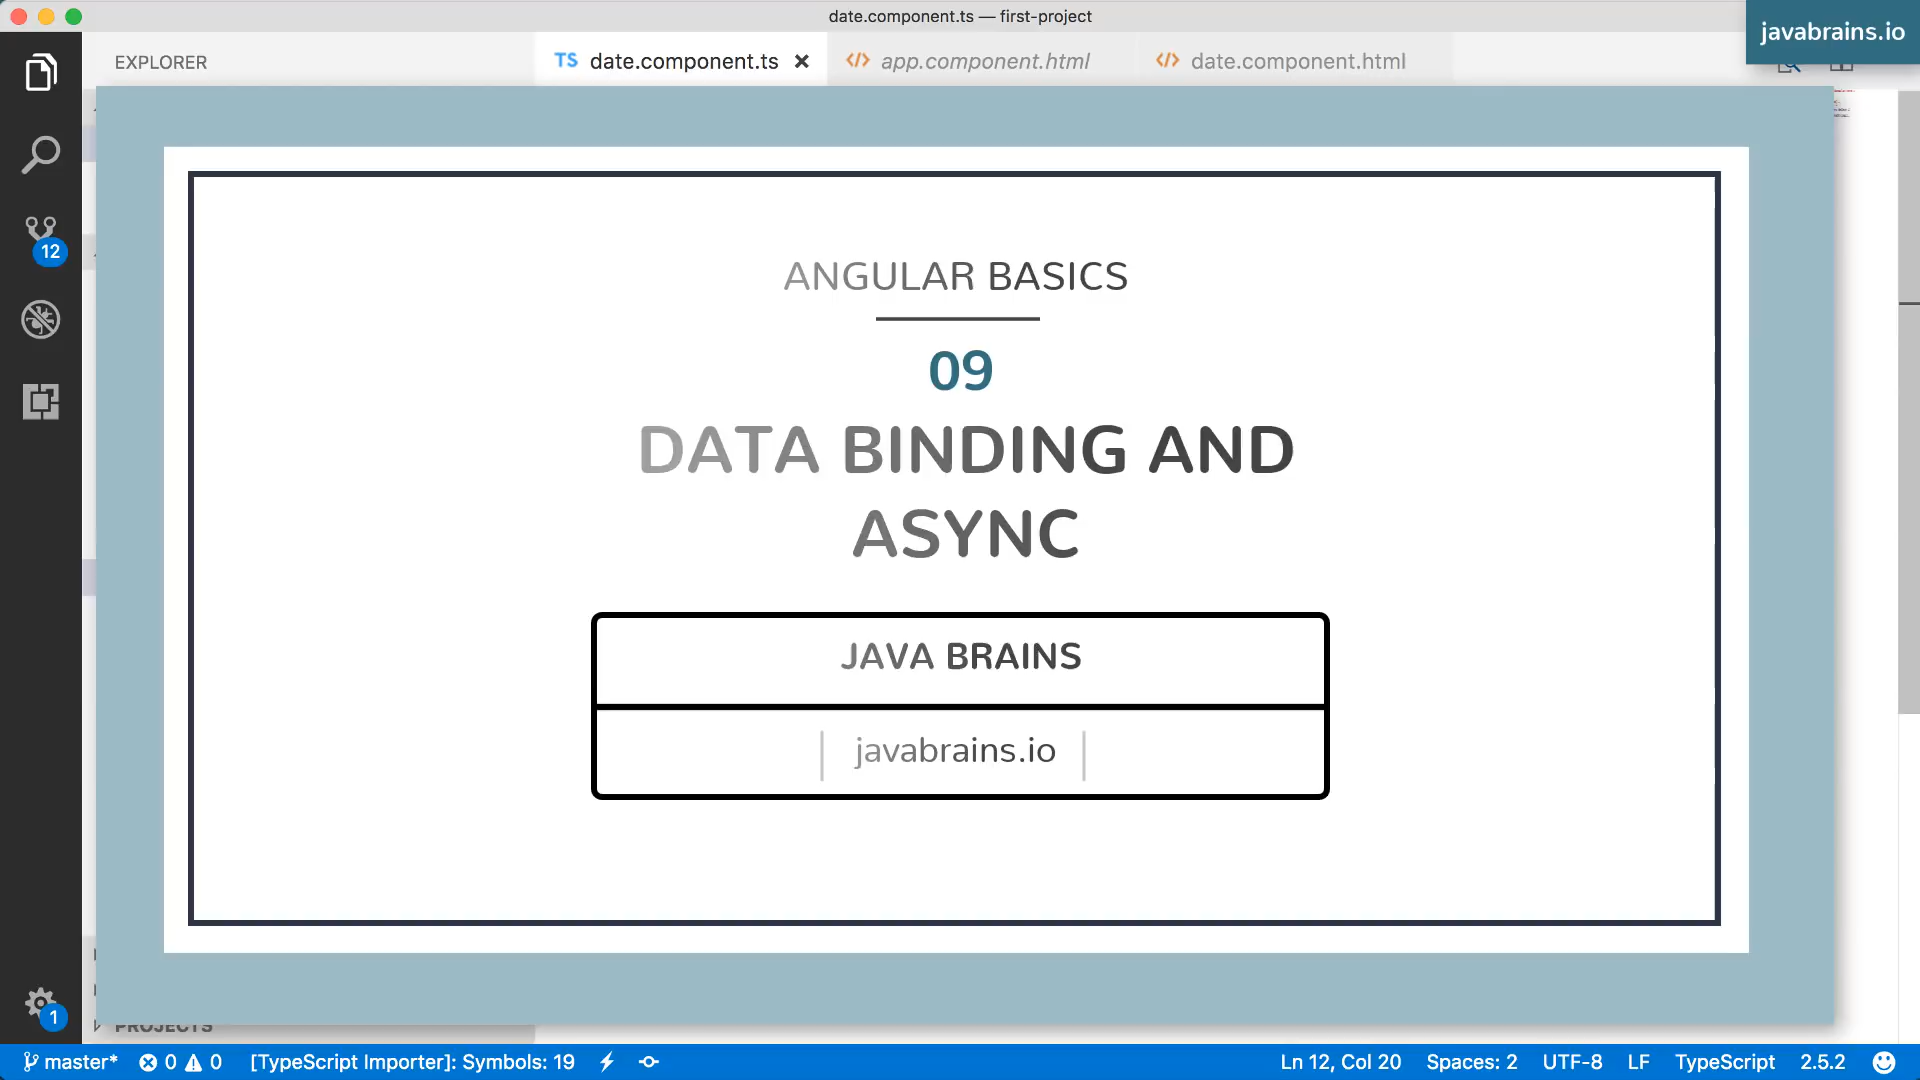 date.component.ts — first-project
javabrains.io
EXPLORER
TS date.component.ts
app.component.html
date.component.html
12
ANGULAR BASICS
09
DATA BINDING AND
ASYNC
JAVA BRAINS
javabrains.io
1
PROJECTS
master* 0 0 [TypeScript Importer]: Symbols: 19 Ln 12, Col 20 Spaces: 2 UTF-8 LF TypeScript 2.5.2